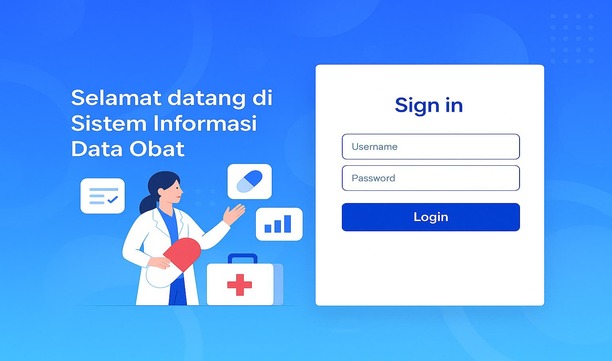 Selamat datang di
Sistem Informasi
Data Obat
Sign in
Username
Password
Login